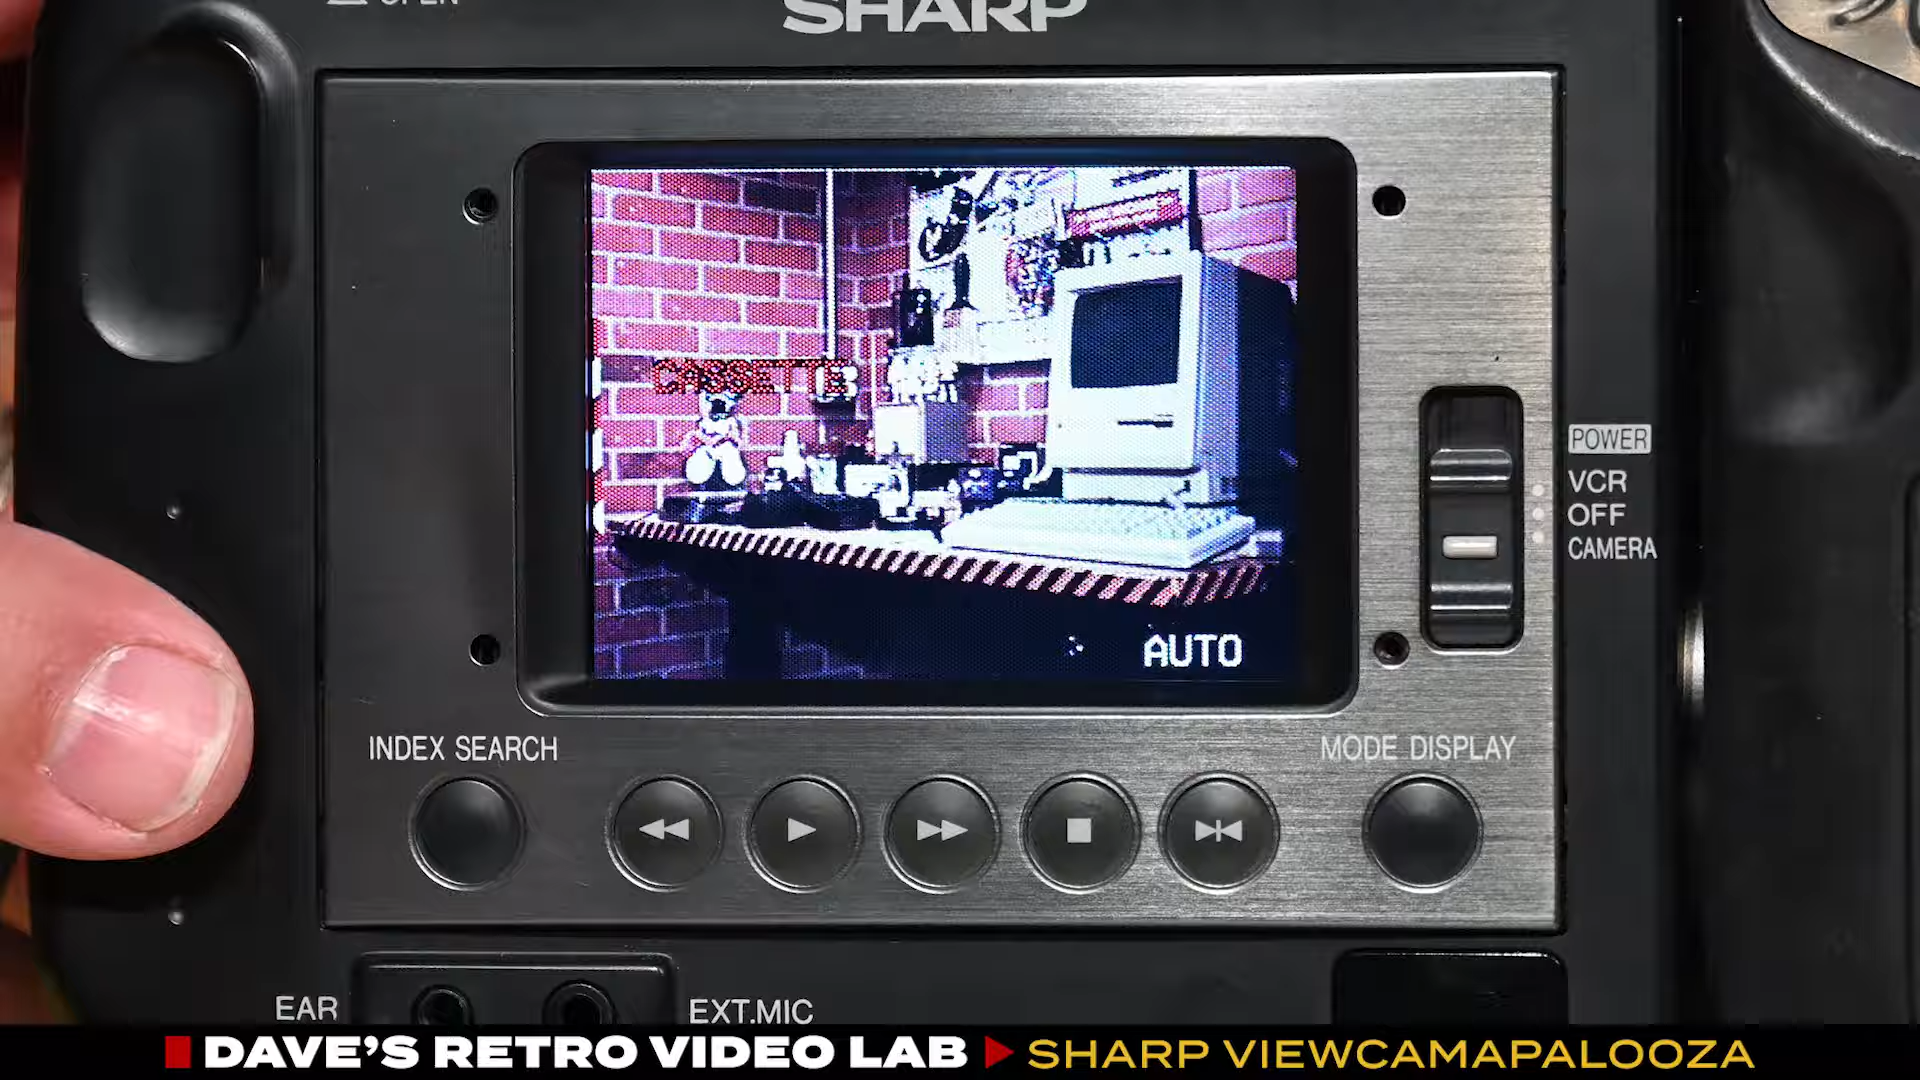 OPEN
SHARP
CASSETTE
AUTO
POWER
VCR
OFF
CAMERA
INDEX SEARCH
MODE DISPLAY
EAR
EXT.MIC
DAVE'S RETRO VIDEO LAB
SHARP VIEWCAMAPALOOZA